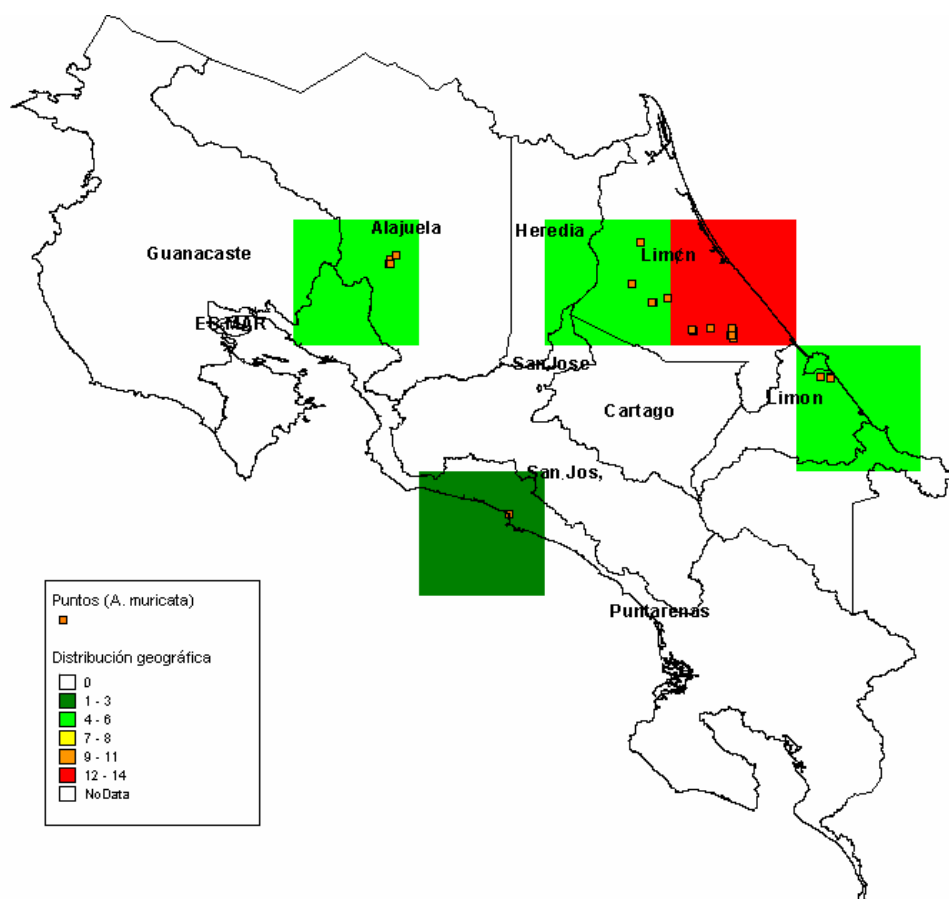 Alajuela
Heredia
Guanacaste
Limón
ES MAR
SanJose
Limon
Cartago
San Jos,
Puntarenas
Puntos (A. muricata)
Distribución geográfica
0
1 - 3
4 - 6
7 - 8
9 - 11
12 - 14
NoData